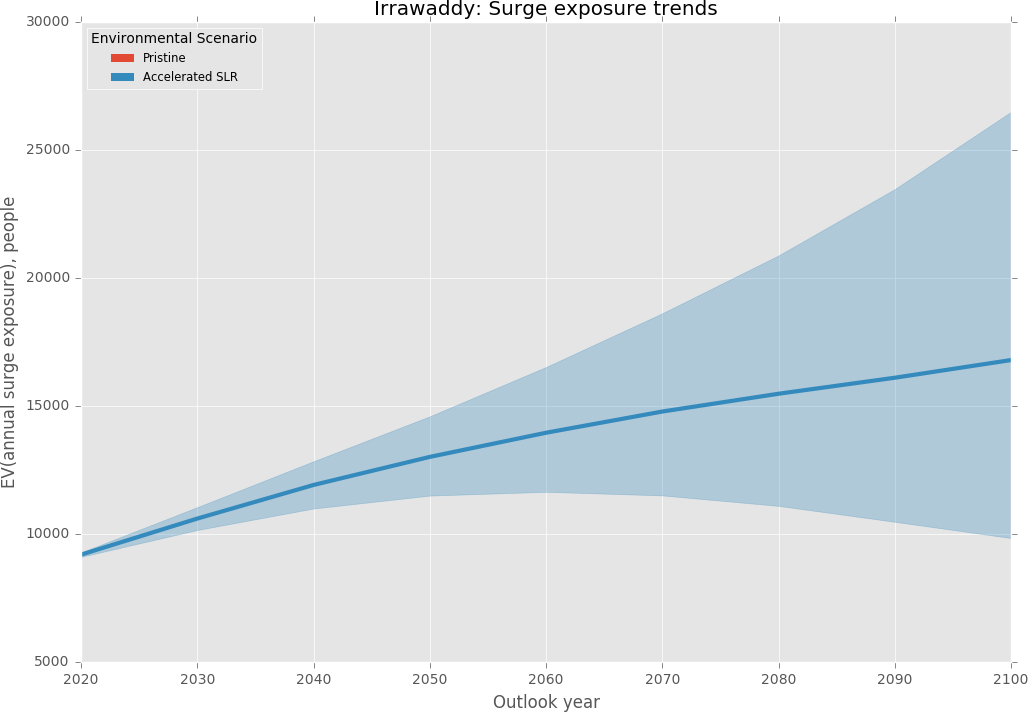 Irrawaddy: Surge exposure trends
30000
Environmental Scenario
Pristine
Accelerated SLR
25000
20000
15000
10000
5000
EV(annual surge exposure), people
2020 2030 2040 2050 2060 2070 2080 2090 2100
Outlook year